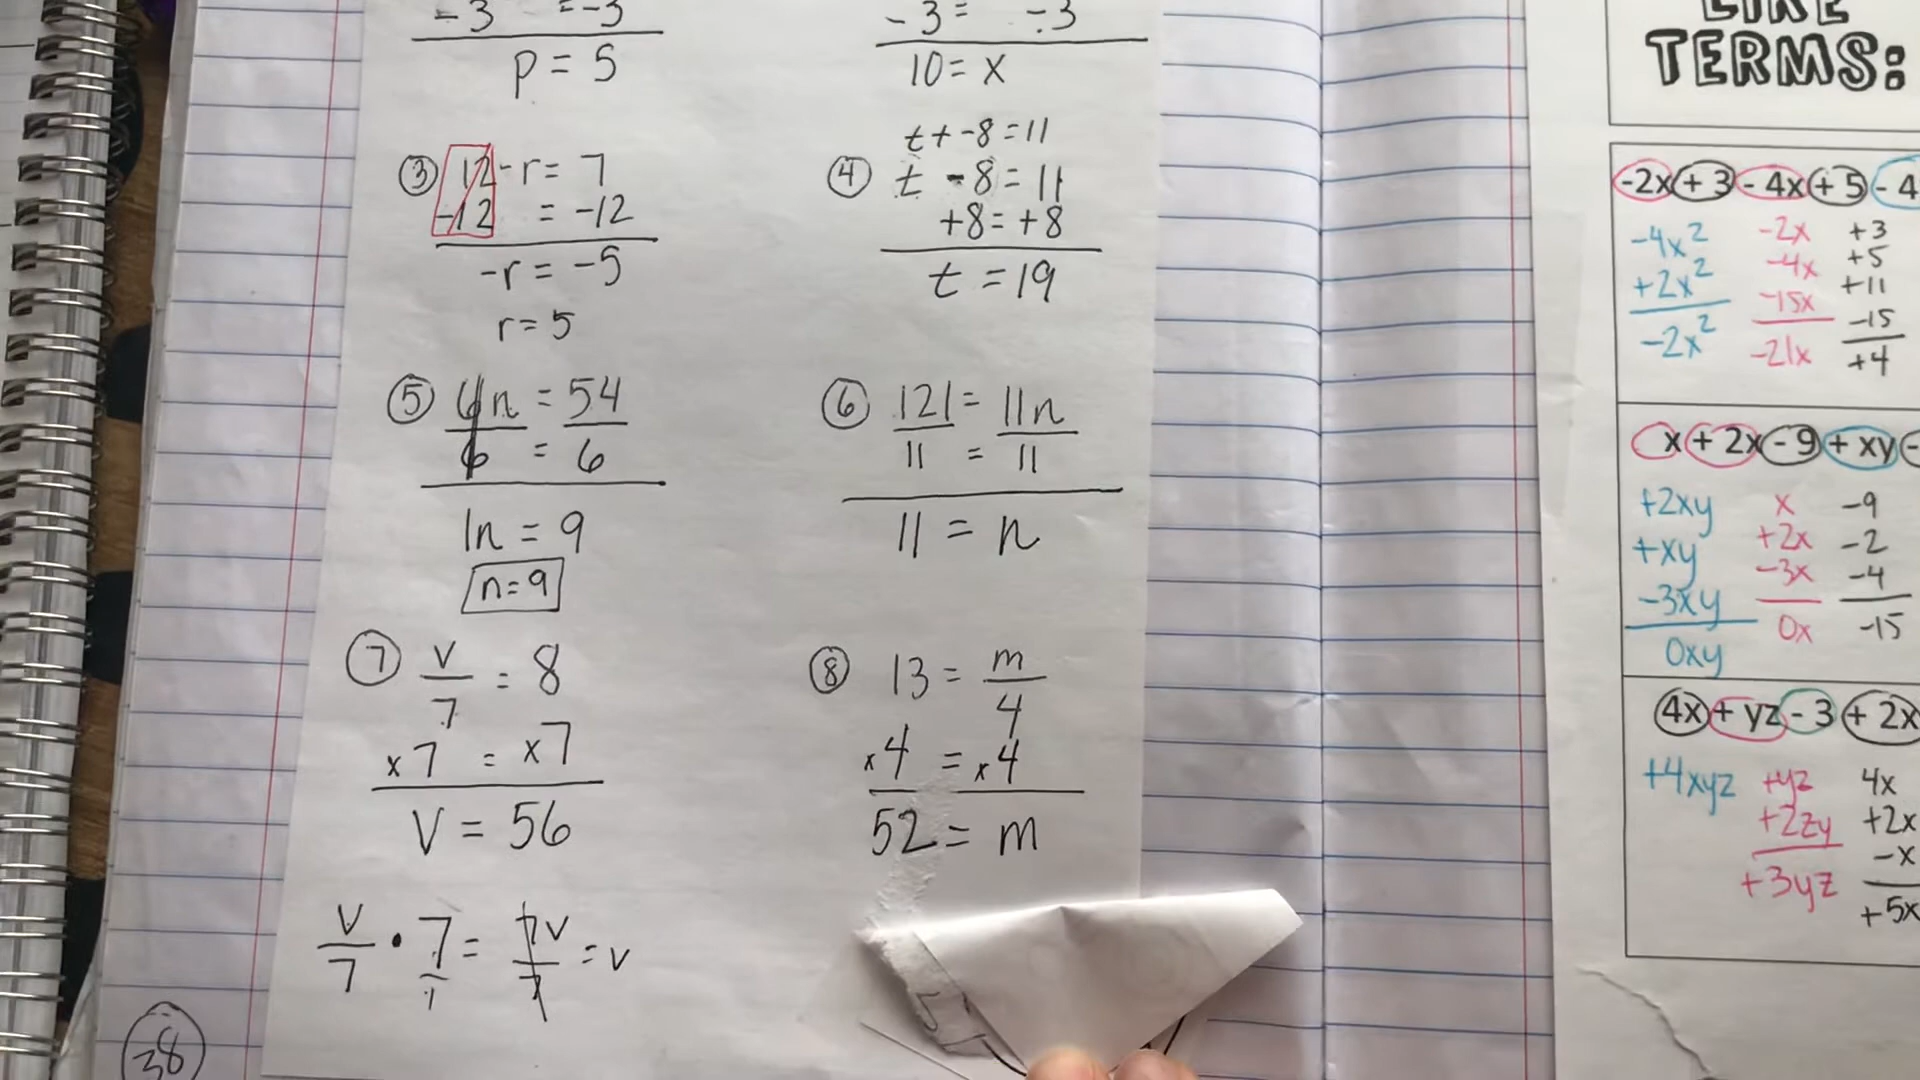 -3 = -3
p = 5
-3 = -3
10 = x
③ 12 - r = 7
-12 = -12
-r = -5
r = 5
t + -8 = 11
④ t - 8 = 11
+8 = +8
t = 19
⑤ 6n = 54
6 = 6
1n = 9
n = 9
⑥ 121 = 11n
11 = 11
11 = n
⑦ v/7 = 8
x7 = x7
V = 56
v/7 • 7/1 = 7v/7 = v
⑧ 13 = m/4
x4 = x4
52 = m
38
LIKE
TERMS:
-2x + 3 - 4x + 5 - 4
-4x² -2x +3
+2x² -4x +5
-15x +11
-2x² -21x -15
+4
x + 2x - 9 + xy -
+2xy x -9
+xy +2x -2
-3xy -3x -4
0xy 0x -15
4x + yz - 3 + 2x
+4xyz +yz 4x
+2zy +2x
+3yz -x
+5x